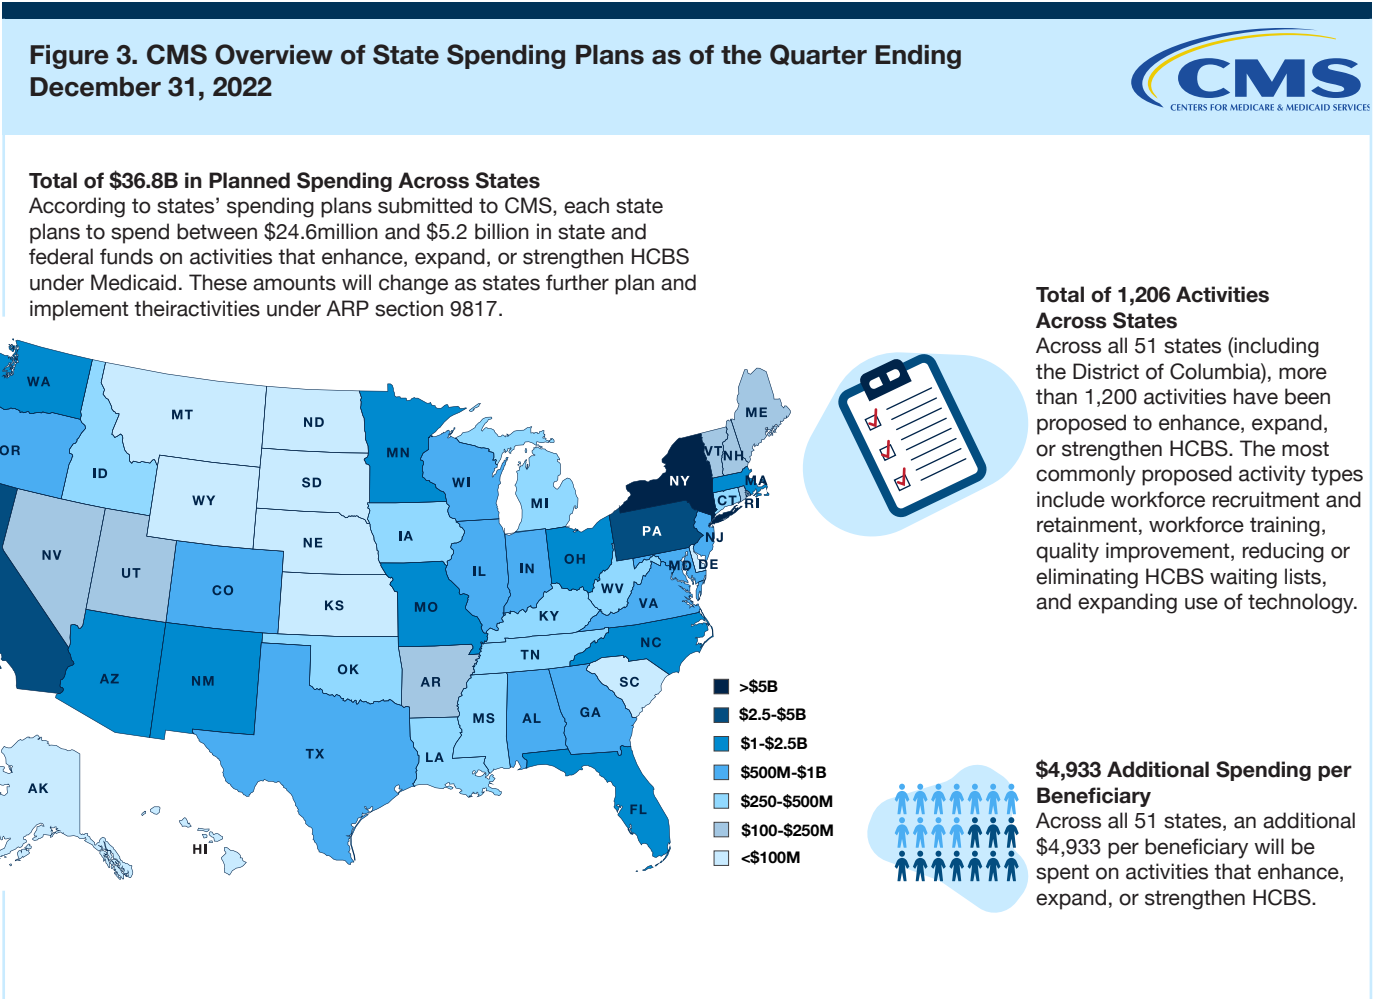 Figure 3. CMS Overview of State Spending Plans as of the Quarter Ending
December 31, 2022
CMS
CENTERS FOR MEDICARE & MEDICAID SERVICES
Total of $36.8B in Planned Spending Across States
According to states’ spending plans submitted to CMS, each state
plans to spend between $24.6million and $5.2 billion in state and
federal funds on activities that enhance, expand, or strengthen HCBS
under Medicaid. These amounts will change as states further plan and
implement theiractivities under ARP section 9817.
Total of 1,206 Activities
Across States
Across all 51 states (including
the District of Columbia), more
than 1,200 activities have been
proposed to enhance, expand,
or strengthen HCBS. The most
commonly proposed activity types
include workforce recruitment and
retainment, workforce training,
quality improvement, reducing or
eliminating HCBS waiting lists,
and expanding use of technology.
WA
MT
ND
ME
OR
ID
MN
VT
NH
WY
SD
WI
MI
NY
MA
CT
RI
NV
UT
NE
IA
PA
NJ
CO
KS
IL
IN
OH
MD
DE
WV
VA
MO
KY
AZ
NM
OK
AR
TN
NC
SC
TX
MS
AL
GA
LA
FL
AK
HI
>$5B
$2.5-$5B
$1-$2.5B
$500M-$1B
$250-$500M
$100-$250M
<$100M
$4,933 Additional Spending per
Beneficiary
Across all 51 states, an additional
$4,933 per beneficiary will be
spent on activities that enhance,
expand, or strengthen HCBS.